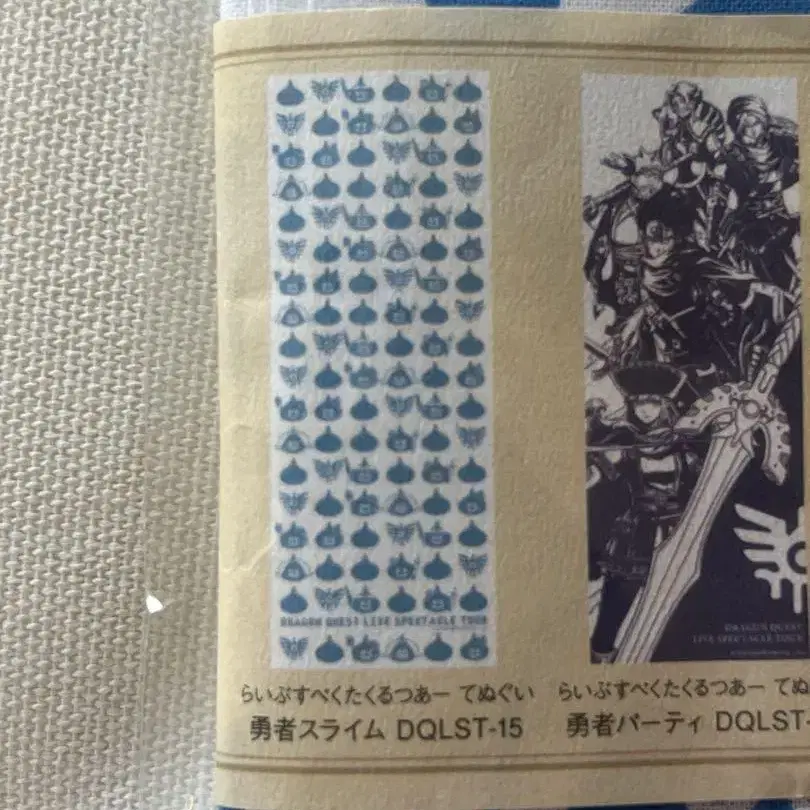 DRAGON QUEST LIVE SPECTACLE TOUR
DRAGON QUEST
LIVE SPECTACLE TOUR
らいぶすぺくたくるつあー てぬぐい
勇者スライム DQLST-15
らいぶすぺくたくるつあー てぬ
勇者パーティ DQLST-